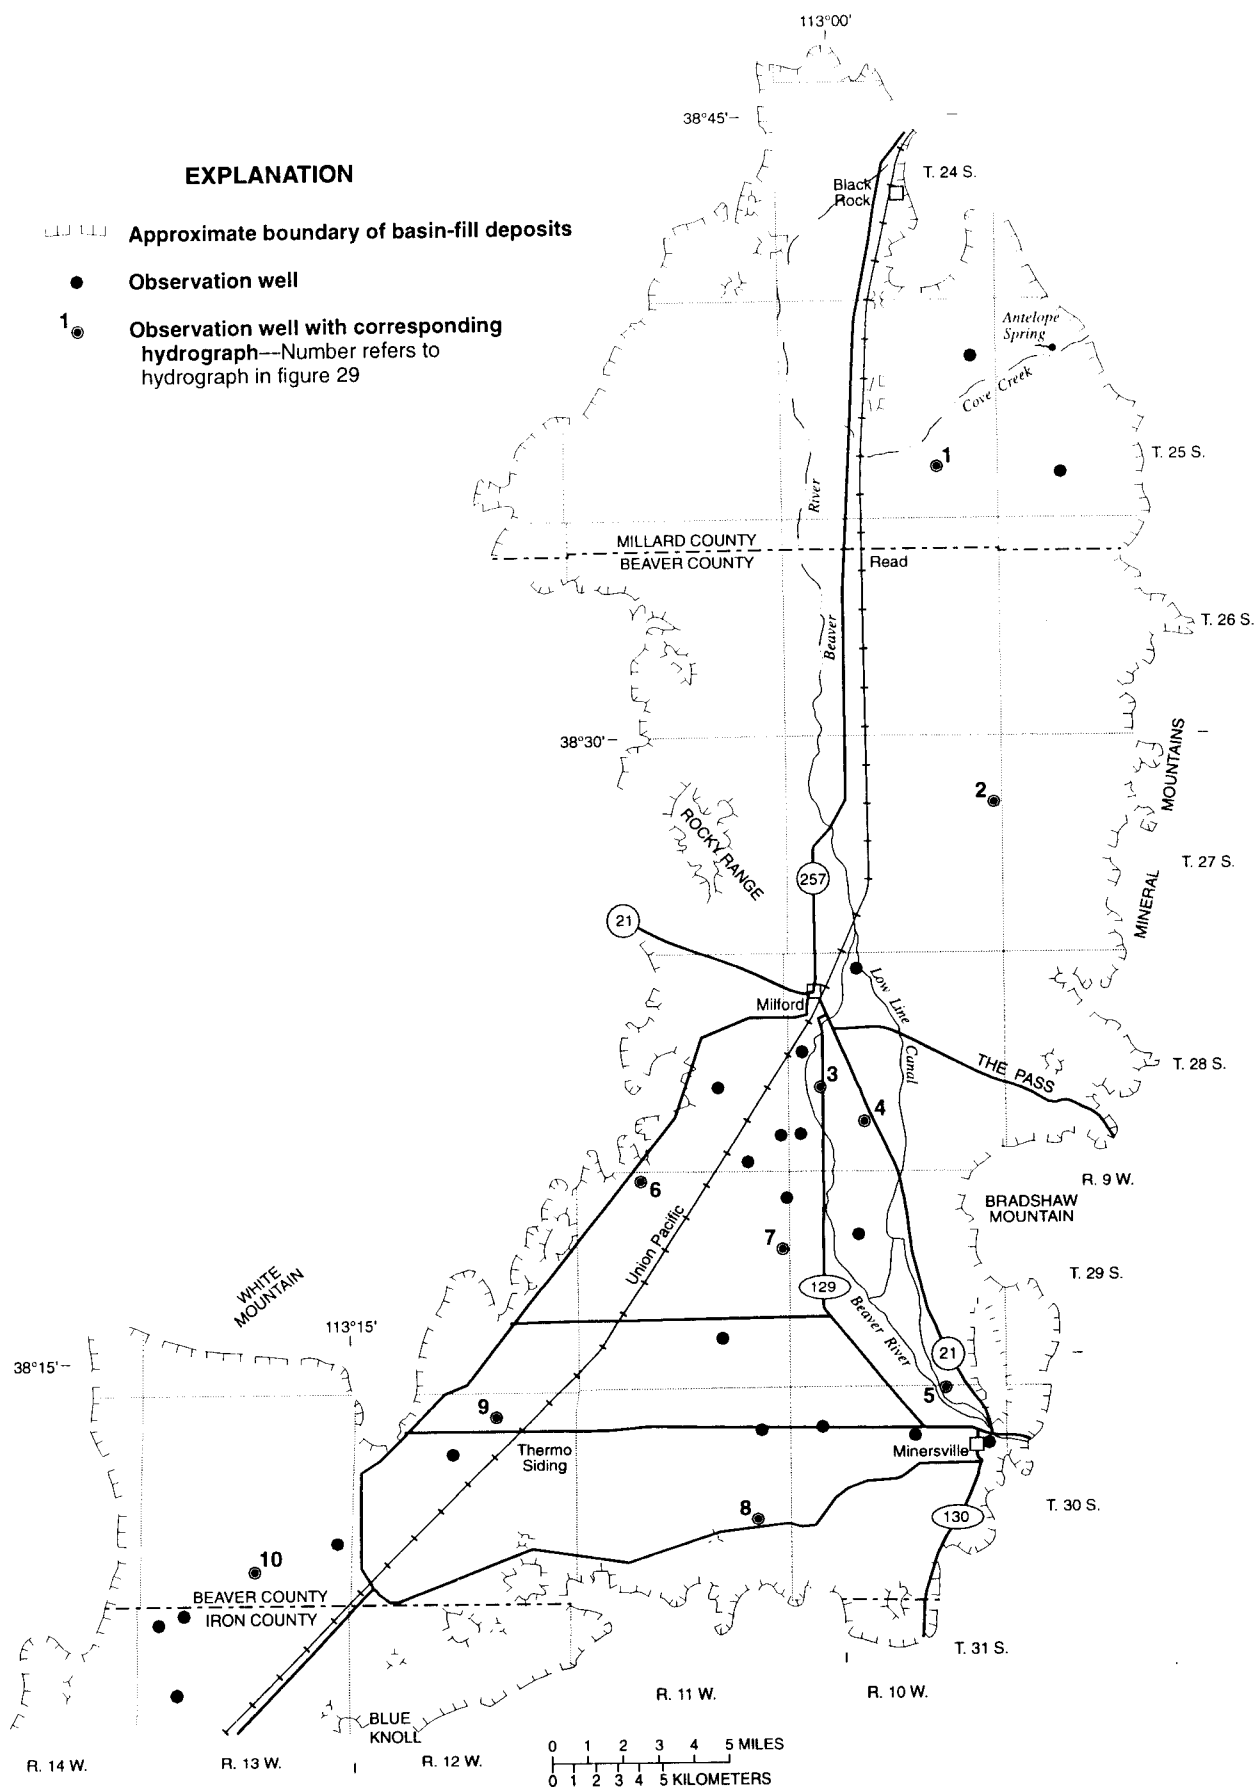 113°00'
38°45'
EXPLANATION
Approximate boundary of basin-fill deposits
Observation well
1
Observation well with corresponding
hydrograph—Number refers to
hydrograph in figure 29
Black
Rock
T. 24 S.
Antelope
Spring
Cove Creek
1
T. 25 S.
River
MILLARD COUNTY
BEAVER COUNTY
Read
Beaver
T. 26 S.
38°30'
2
MINERAL MOUNTAINS
ROCKY RANGE
T. 27 S.
257
21
Milford
Low Line
Canal
THE PASS
T. 28 S.
3
4
6
R. 9 W.
BRADSHAW
MOUNTAIN
Union Pacific
7
129
T. 29 S.
WHITE
MOUNTAIN
113°15'
38°15'
Beaver River
21
5
9
Thermo
Siding
Minersville
8
T. 30 S.
130
10
BEAVER COUNTY
IRON COUNTY
T. 31 S.
R. 11 W.
R. 10 W.
BLUE
KNOLL
R. 14 W.
R. 13 W.
R. 12 W.
0 1 2 3 4 5 MILES
0 1 2 3 4 5 KILOMETERS